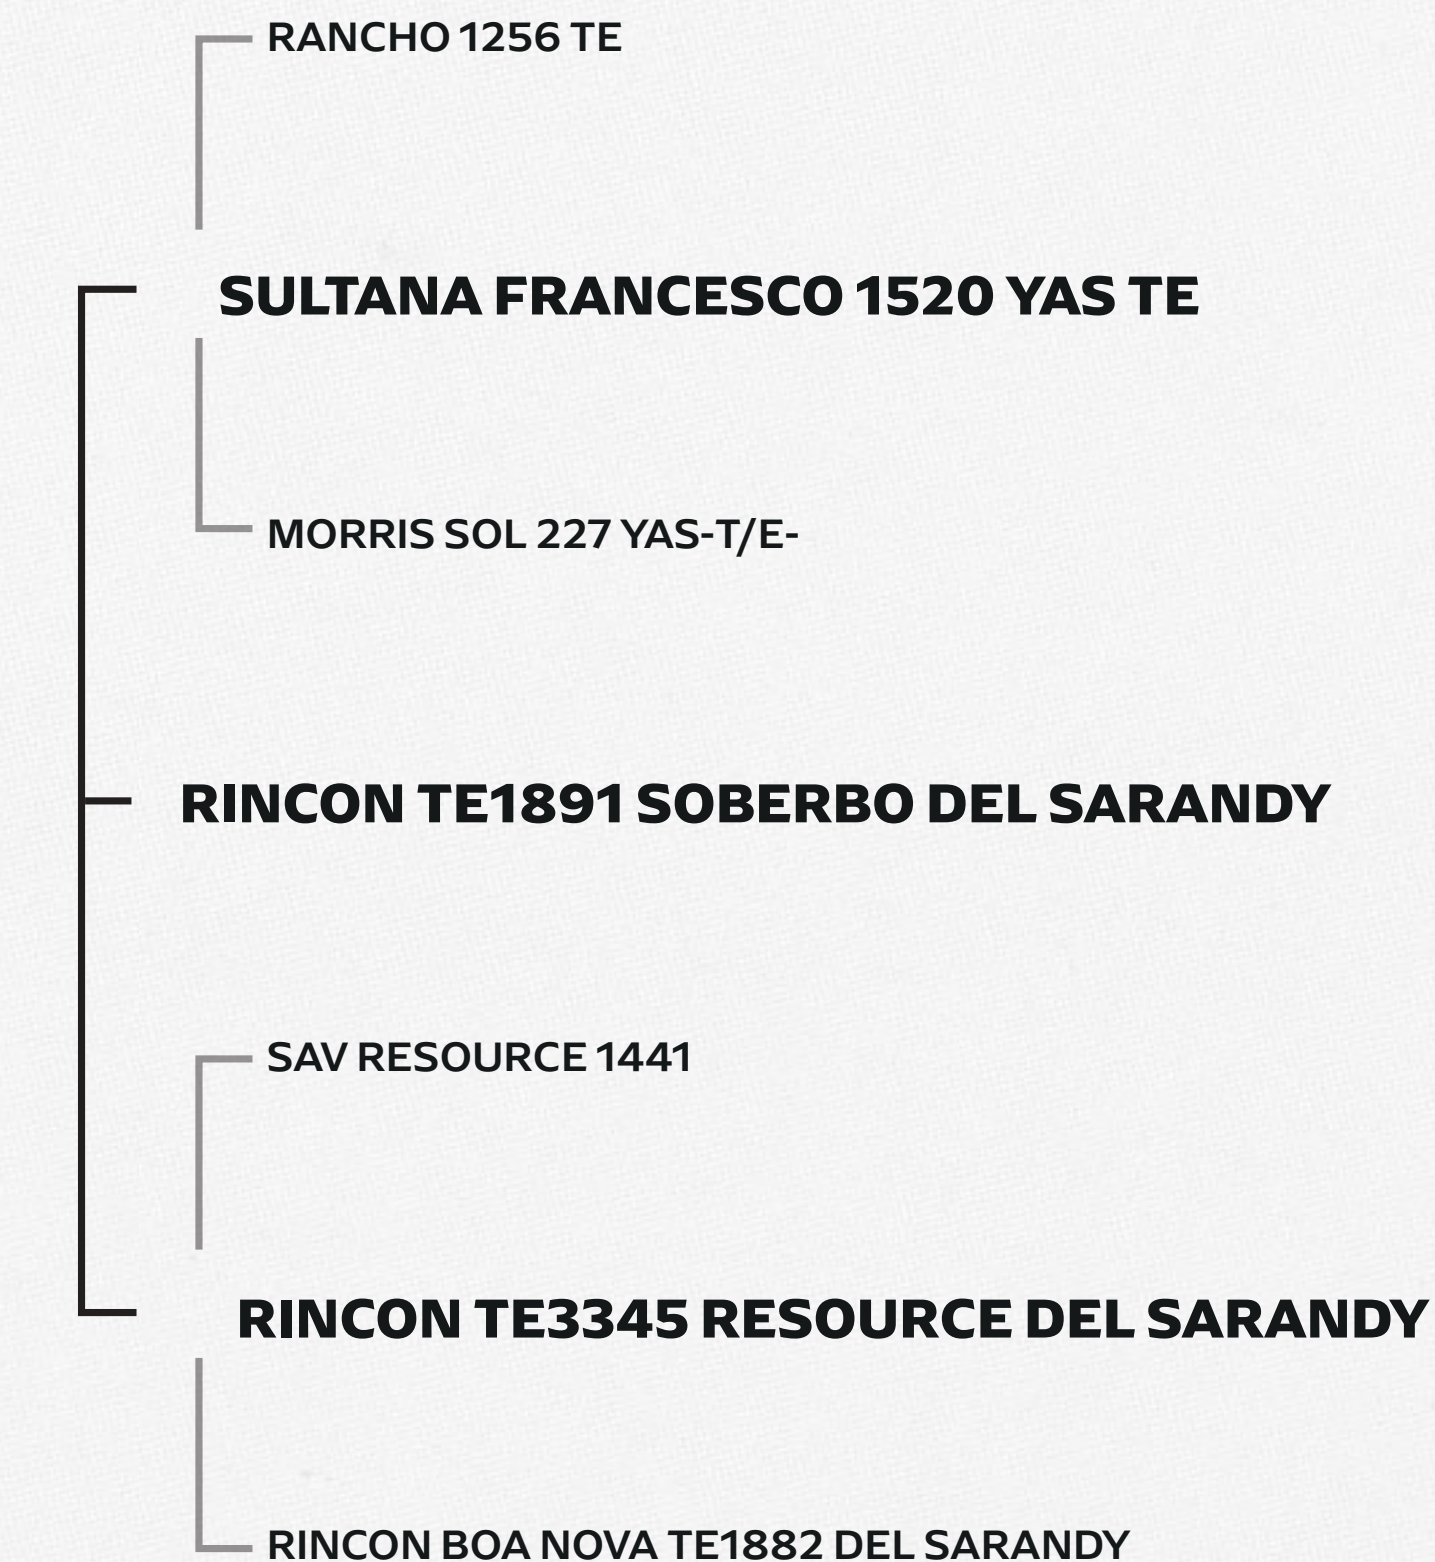 RANCHO 1256 TE
SULTANA FRANCESCO 1520 YAS TE
MORRIS SOL 227 YAS-T/E-
RINCON TE1891 SOBERBO DEL SARANDY
SAV RESOURCE 1441
RINCON TE3345 RESOURCE DEL SARANDY
RINCON BOA NOVA TE1882 DEL SARANDY